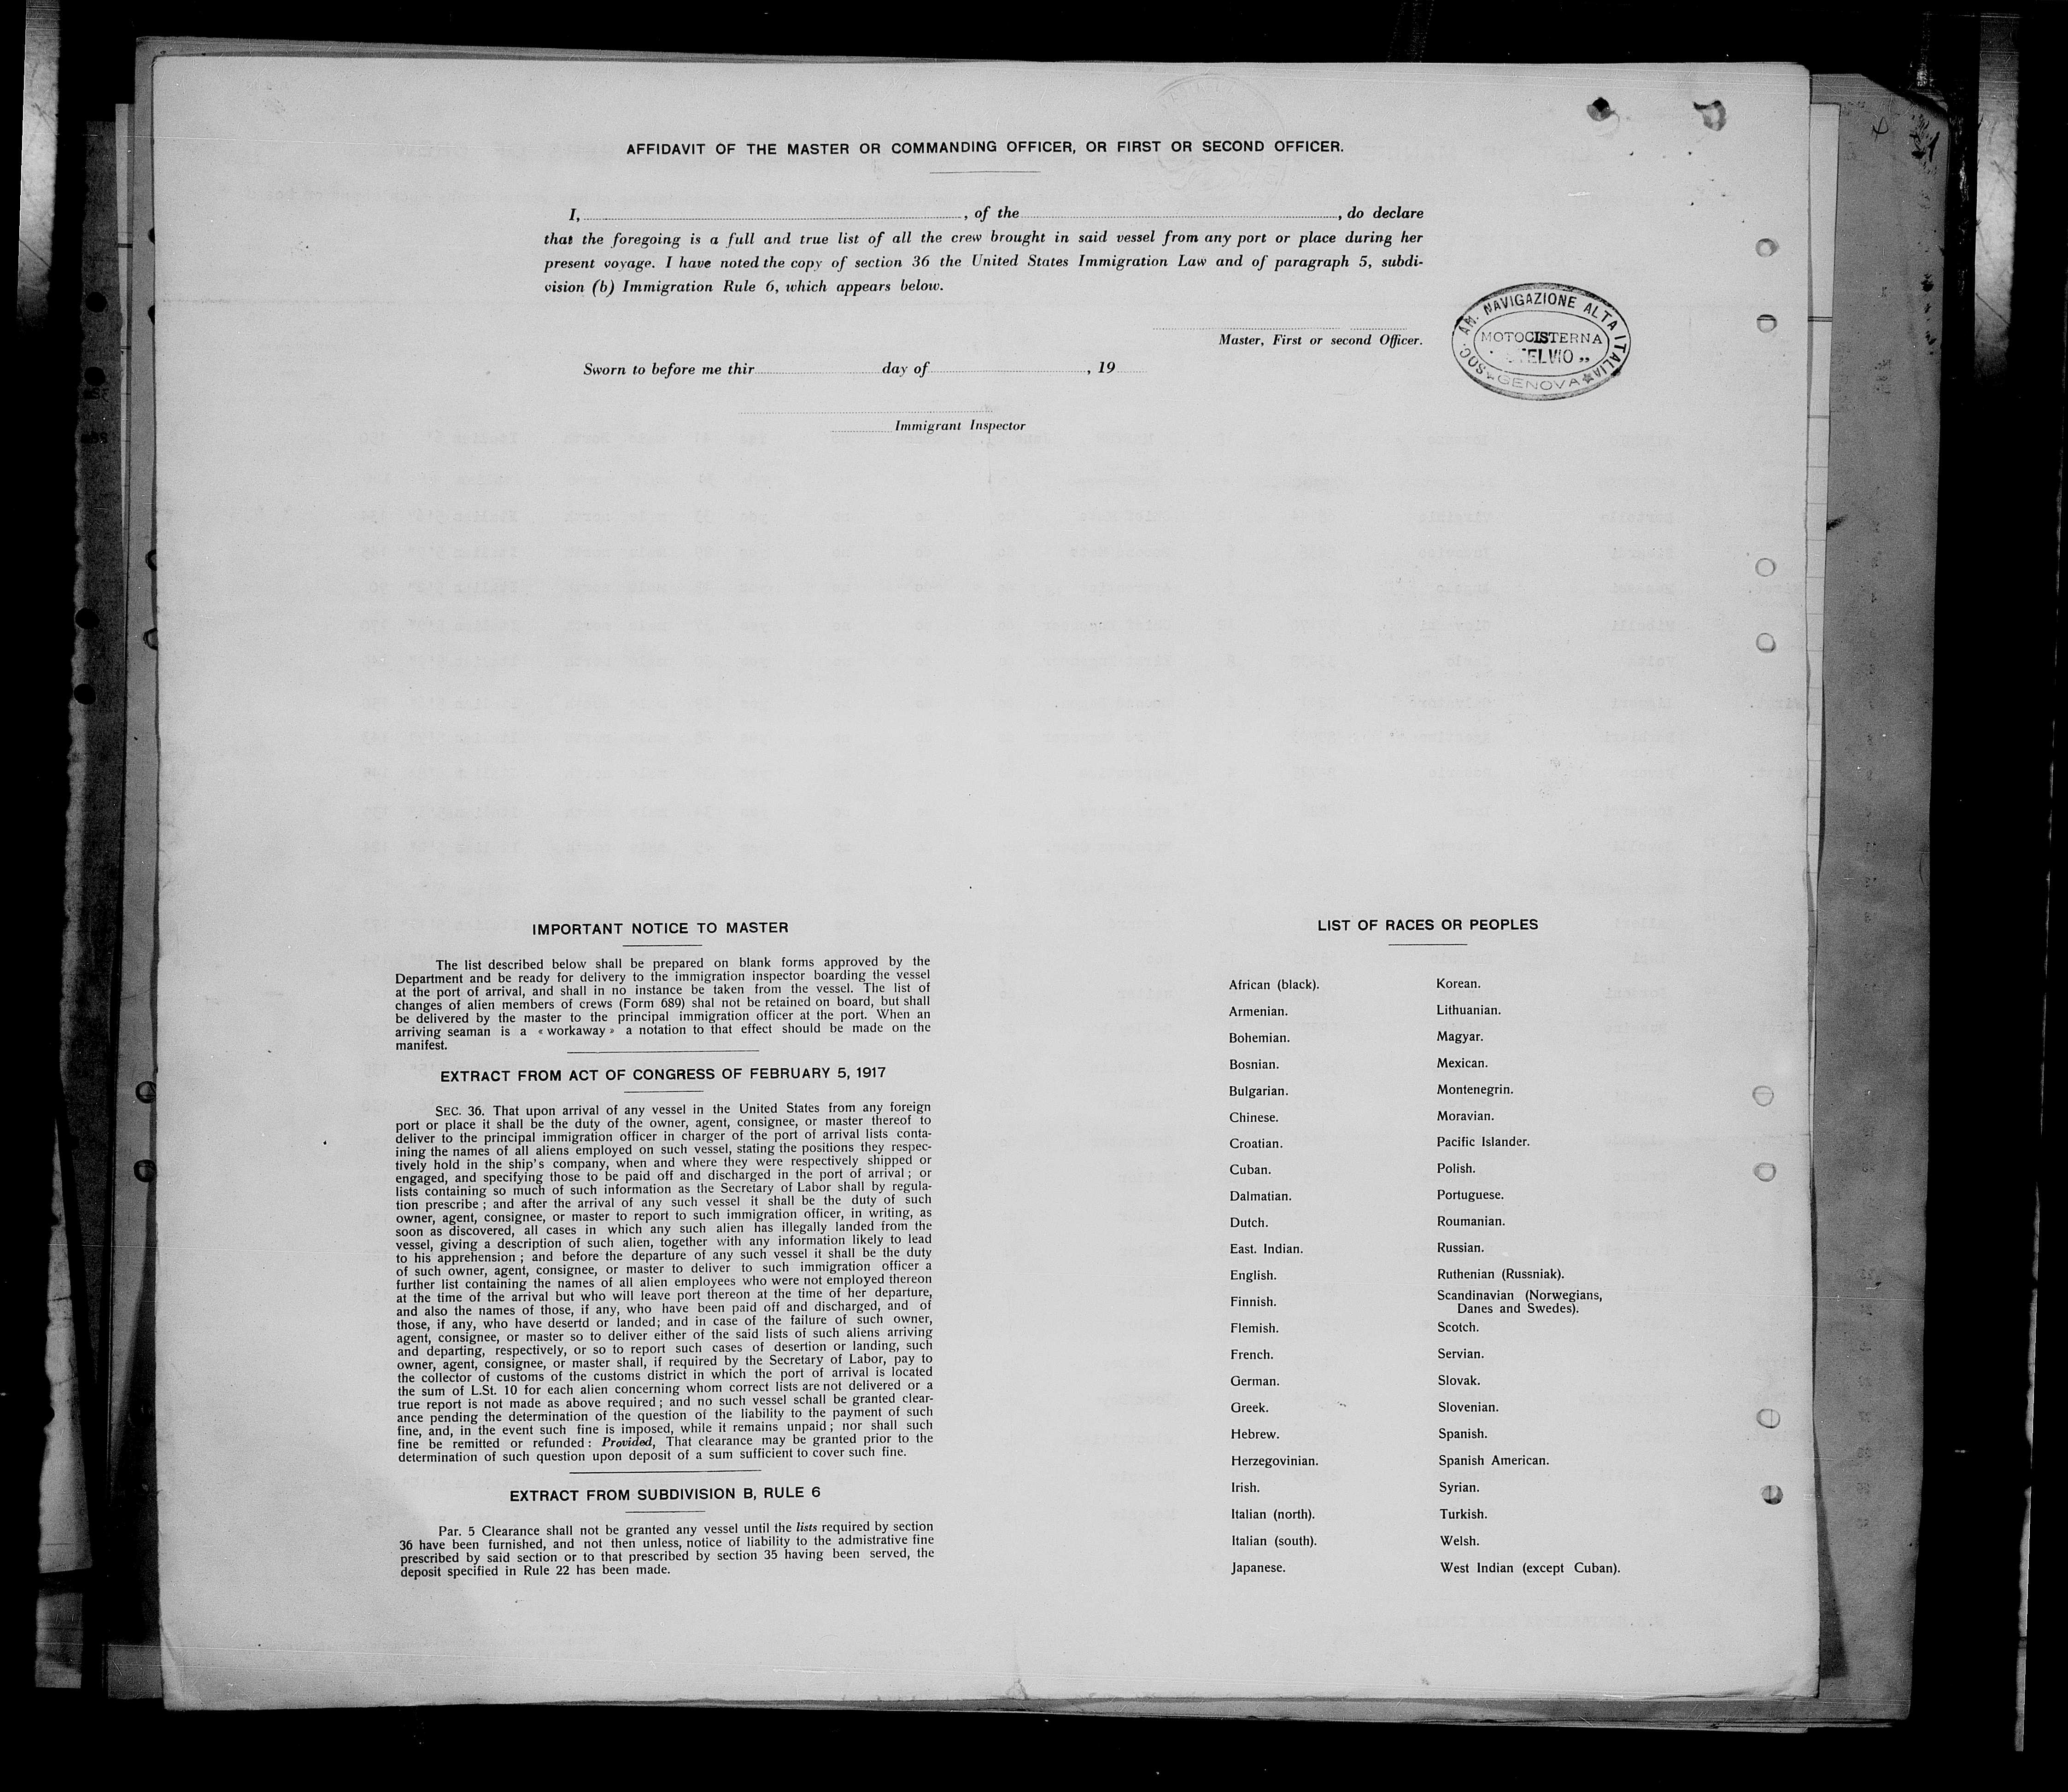 AFFIDAVIT OF THE MASTER OR COMMANDING OFFICER, OR FIRST OR SECOND OFFICER.
I, , of the , do declare
that the foregoing is a full and true list of all the crew brought in said vessel from any port or place during her
present voyage. I have noted the copy of section 36 the United States Immigration Law and of paragraph 5, subdi-
vision (b) Immigration Rule 6, which appears below.
Master, First or second Officer.
SOC. AN. NAVIGAZIONE ALTA ITALIA
MOTOCISTERNA
GENOVA
Sworn to before me thir day of , 19
Immigrant Inspector
IMPORTANT NOTICE TO MASTER
The list described below shall be prepared on blank forms approved by the
Department and be ready for delivery to the immigration inspector boarding the vessel
at the port of arrival, and shall in no instance be taken from the vessel. The list of
changes of alien members of crews (Form 689) shal not be retained on board, but shall
be delivered by the master to the principal immigration officer at the port. When an
arriving seaman is a « workaway » a notation to that effect should be made on the
manifest.
EXTRACT FROM ACT OF CONGRESS OF FEBRUARY 5, 1917
SEC. 36. That upon arrival of any vessel in the United States from any foreign
port or place it shall be the duty of the owner, agent, consignee, or master thereof to
deliver to the principal immigration officer in charger of the port of arrival lists conta-
ining the names of all aliens employed on such vessel, stating the positions they respec-
tively hold in the ship's company, when and where they were respectively shipped or
engaged, and specifying those to be paid off and discharged in the port of arrival ; or
lists containing so much of such information as the Secretary of Labor shall by regula-
tion prescribe ; and after the arrival of any such vessel it shall be the duty of such
owner, agent, consignee, or master to report to such immigration officer, in writing, as
soon as discovered, all cases in which any such alien has illegally landed from the
vessel, giving a description of such alien, together with any information likely to lead
to his apprehension ; and before the departure of any such vessel it shall be the duty
of such owner, agent, consignee, or master to deliver to such immigration officer a
further list containing the names of all alien employees who were not employed thereon
at the time of the arrival but who will leave port thereon at the time of her departure,
and also the names of those, if any, who have been paid off and discharged, and of
those, if any, who have desertd or landed; and in case of the failure of such owner,
agent, consignee, or master so to deliver either of the said lists of such aliens arriving
and departing, respectively, or so to report such cases of desertion or landing, such
owner, agent, consignee, or master shall, if required by the Secretary of Labor, pay to
the collector of customs of the customs district in which the port of arrival is located
the sum of L.St. 10 for each alien concerning whom correct lists are not delivered or a
true report is not made as above required ; and no such vessel schall be granted clear-
ance pending the determination of the question of the liability to the payment of such
fine, and, in the event such fine is imposed, while it remains unpaid ; nor shall such
fine be remitted or refunded : Provided, That clearance may be granted prior to the
determination of such question upon deposit of a sum sufficient to cover such fine.
EXTRACT FROM SUBDIVISION B, RULE 6
Par. 5 Clearance shall not be granted any vessel until the lists required by section
36 have been furnished, and not then unless, notice of liability to the admistrative fine
prescribed by said section or to that prescribed by section 35 having been served, the
deposit specified in Rule 22 has been made.
LIST OF RACES OR PEOPLES
African (black).
Armenian.
Bohemian.
Bosnian.
Bulgarian.
Chinese.
Croatian.
Cuban.
Dalmatian.
Dutch.
East. Indian.
English.
Finnish.
Flemish.
French.
German.
Greek.
Hebrew.
Herzegovinian.
Irish.
Italian (north).
Italian (south).
Japanese.
Korean.
Lithuanian.
Magyar.
Mexican.
Montenegrin.
Moravian.
Pacific Islander.
Polish.
Portuguese.
Roumanian.
Russian.
Ruthenian (Russniak).
Scandinavian (Norwegians,
Danes and Swedes).
Scotch.
Servian.
Slovak.
Slovenian.
Spanish.
Spanish American.
Syrian.
Turkish.
Welsh.
West Indian (except Cuban).